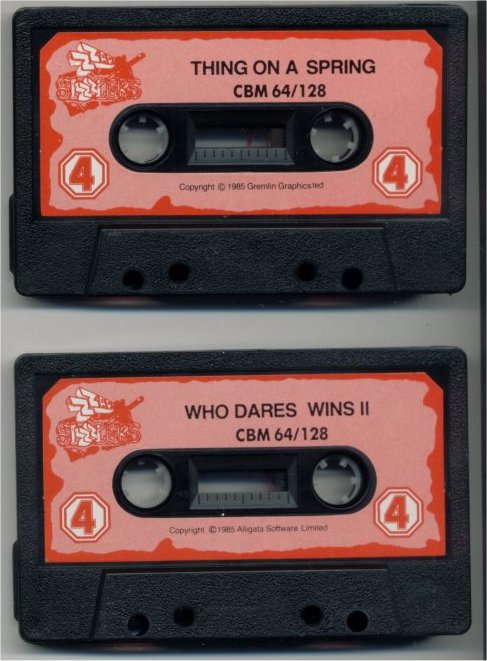 THING ON A SPRING
CBM 64/128
4 4
Copyright © 1985 Gremlin Graphics ted
WHO DARES WINS II
CBM 64/128
4 4
Copyright © 1985 Alligata Software Limited